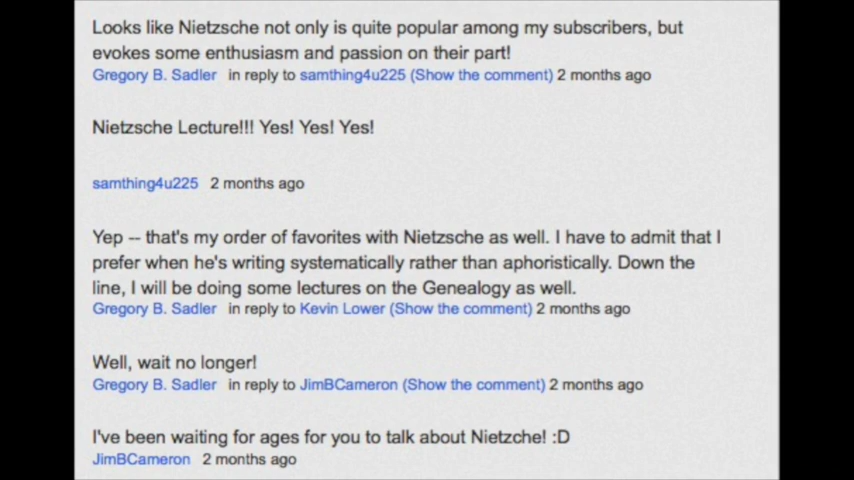 Looks like Nietzsche not only is quite popular among my subscribers, but
evokes some enthusiasm and passion on their part!
Gregory B. Sadler in reply to samthing4u225 (Show the comment) 2 months ago
Nietzsche Lecture!!! Yes! Yes! Yes!
samthing4u225 2 months ago
Yep -- that's my order of favorites with Nietzsche as well. I have to admit that I
prefer when he's writing systematically rather than aphoristically. Down the
line, I will be doing some lectures on the Genealogy as well.
Gregory B. Sadler in reply to Kevin Lower (Show the comment) 2 months ago
Well, wait no longer!
Gregory B. Sadler in reply to JimBCameron (Show the comment) 2 months ago
I've been waiting for ages for you to talk about Nietzche! :D
JimBCameron 2 months ago